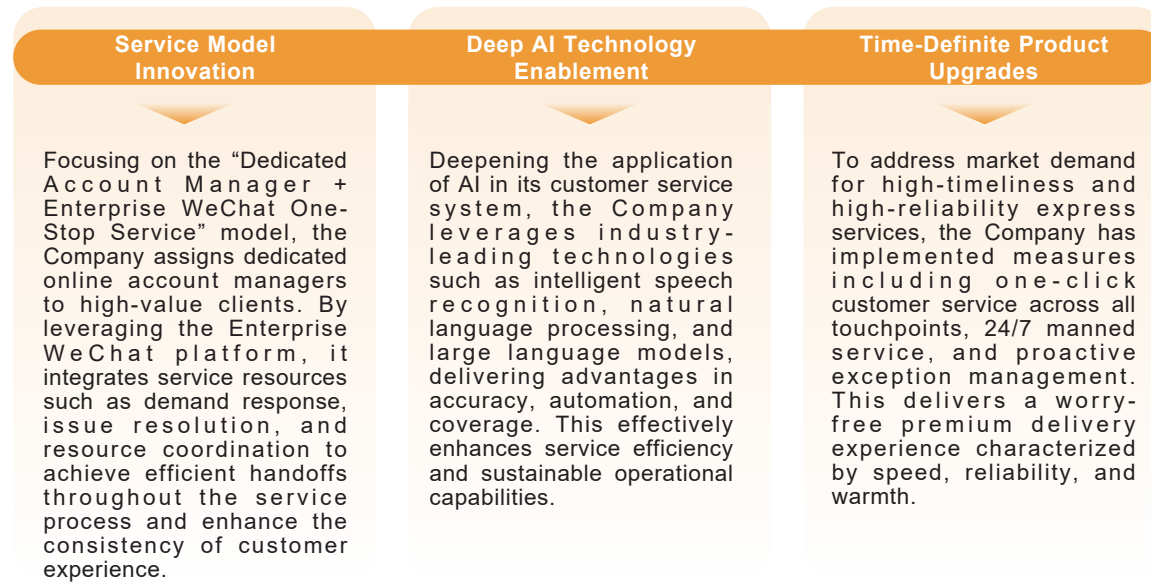 Service Model
Innovation
Focusing on the “Dedicated
Account Manager +
Enterprise WeChat One-
Stop Service” model, the
Company assigns dedicated
online account managers
to high-value clients. By
leveraging the Enterprise
WeChat platform, it
integrates service resources
such as demand response,
issue resolution, and
resource coordination to
achieve efficient handoffs
throughout the service
process and enhance the
consistency of customer
experience.
Deep AI Technology
Enablement
Deepening the application
of AI in its customer service
system, the Company
leverages industry-
leading technologies
such as intelligent speech
recognition, natural
language processing, and
large language models,
delivering advantages in
accuracy, automation, and
coverage. This effectively
enhances service efficiency
and sustainable operational
capabilities.
Time-Definite Product
Upgrades
To address market demand
for high-timeliness and
high-reliability express
services, the Company has
implemented measures
including one-click
customer service across all
touchpoints, 24/7 manned
service, and proactive
exception management.
This delivers a worry-
free premium delivery
experience characterized
by speed, reliability, and
warmth.